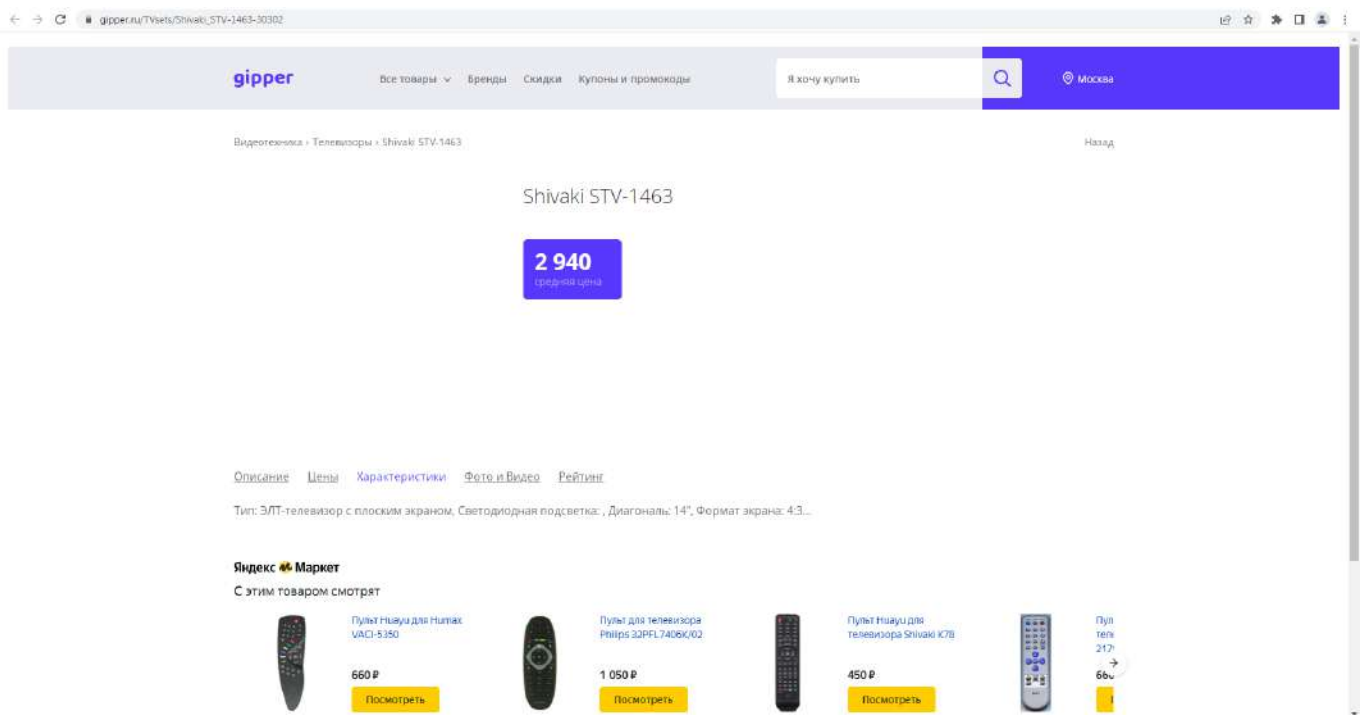 gipper.ru/TVsets/Shivaki_STV-1463-30302
gipper
Все товары
Бренды
Скидки
Купоны и промокоды
Я хочу купить
Москва
Видеотехника › Телевизоры › Shivaki STV-1463
Назад
Shivaki STV-1463
2 940
средняя цена
Описание Цены Характеристики Фото и Видео Рейтинг
Тип: ЭЛТ-телевизор с плоским экраном, Светодиодная подсветка: , Диагональ: 14", Формат экрана: 4:3...
Яндекс Маркет
С этим товаром смотрят
Пульт Huayu для Humax
VACI-5350
660 ₽
Посмотреть
Пульт для телевизора
Philips 32PFL7406K/02
1 050 ₽
Посмотреть
Пульт Huayu для
телевизора Shivaki K78
450 ₽
Посмотреть
Пул
теле
217